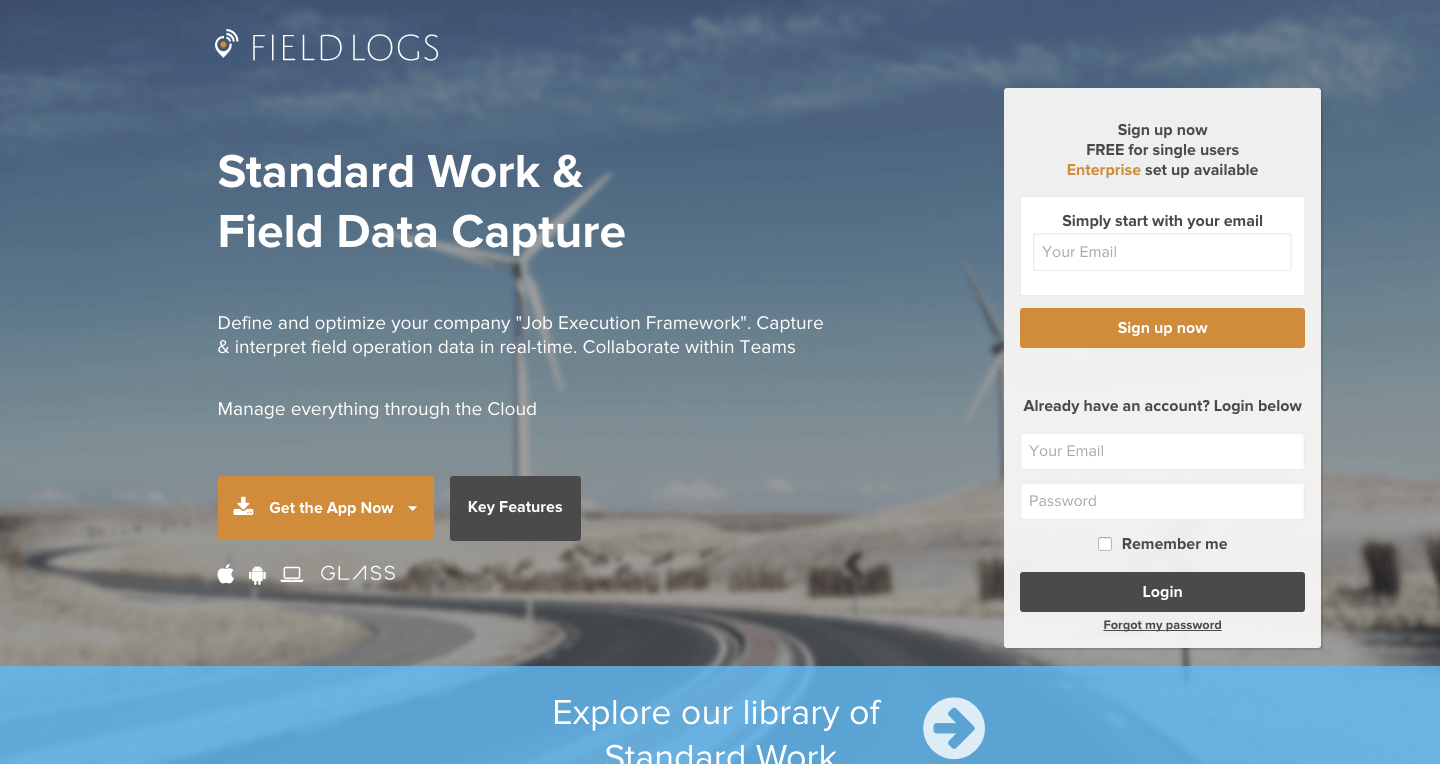 FIELD LOGS
Standard Work &
Field Data Capture
Define and optimize your company "Job Execution Framework". Capture
& interpret field operation data in real-time. Collaborate within Teams
Manage everything through the Cloud
Get the App Now
Key Features
GLASS
Sign up now
FREE for single users
Enterprise set up available
Simply start with your email
Your Email
Sign up now
Already have an account? Login below
Your Email
Password
Remember me
Login
Forgot my password
Explore our library of
Standard Work